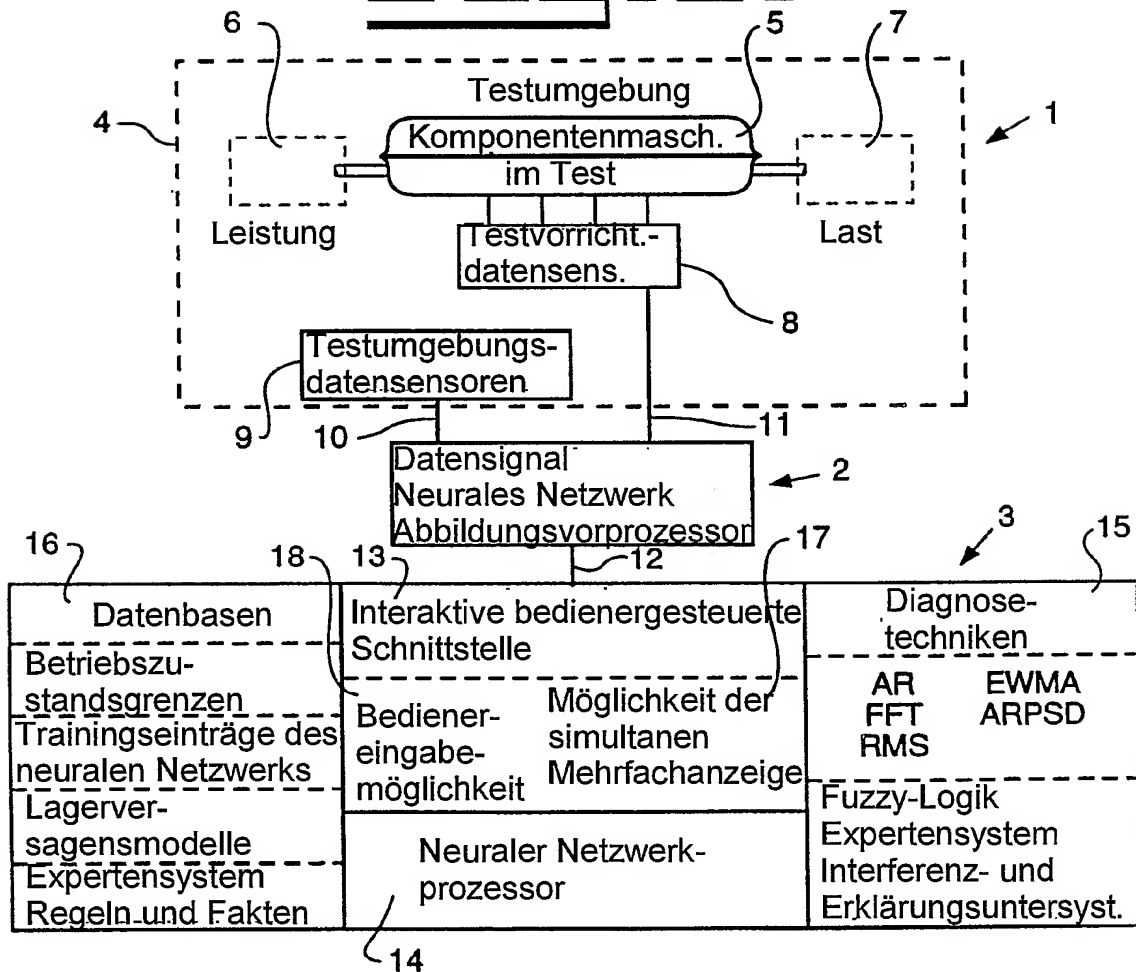 6
5
7
4
Testumgebung
1
Komponentenmasch.
im Test
Leistung
Last
Testvorricht.-
datensens.
8
Testumgebungs-
datensensoren
9
10
11
Datensignal
Neurales Netzwerk
Abbildungsvorprozessor
2
12
16
18
13
17
3
15
Datenbasen
Betriebszu-
standsgrenzen
Trainingseinträge des
neuralen Netzwerks
Lagerver-
sagensmodelle
Expertensystem
Regeln und Fakten
Interaktive bedienergesteuerte
Schnittstelle
Bediener-
eingabe-
möglichkeit
Möglichkeit der
simultanen
Mehrfachanzeige
Neuraler Netzwerk-
prozessor
14
Diagnose-
techniken
AR EWMA
FFT ARPSD
RMS
Fuzzy-Logik
Expertensystem
Interferenz- und
Erklärungsuntersyst.